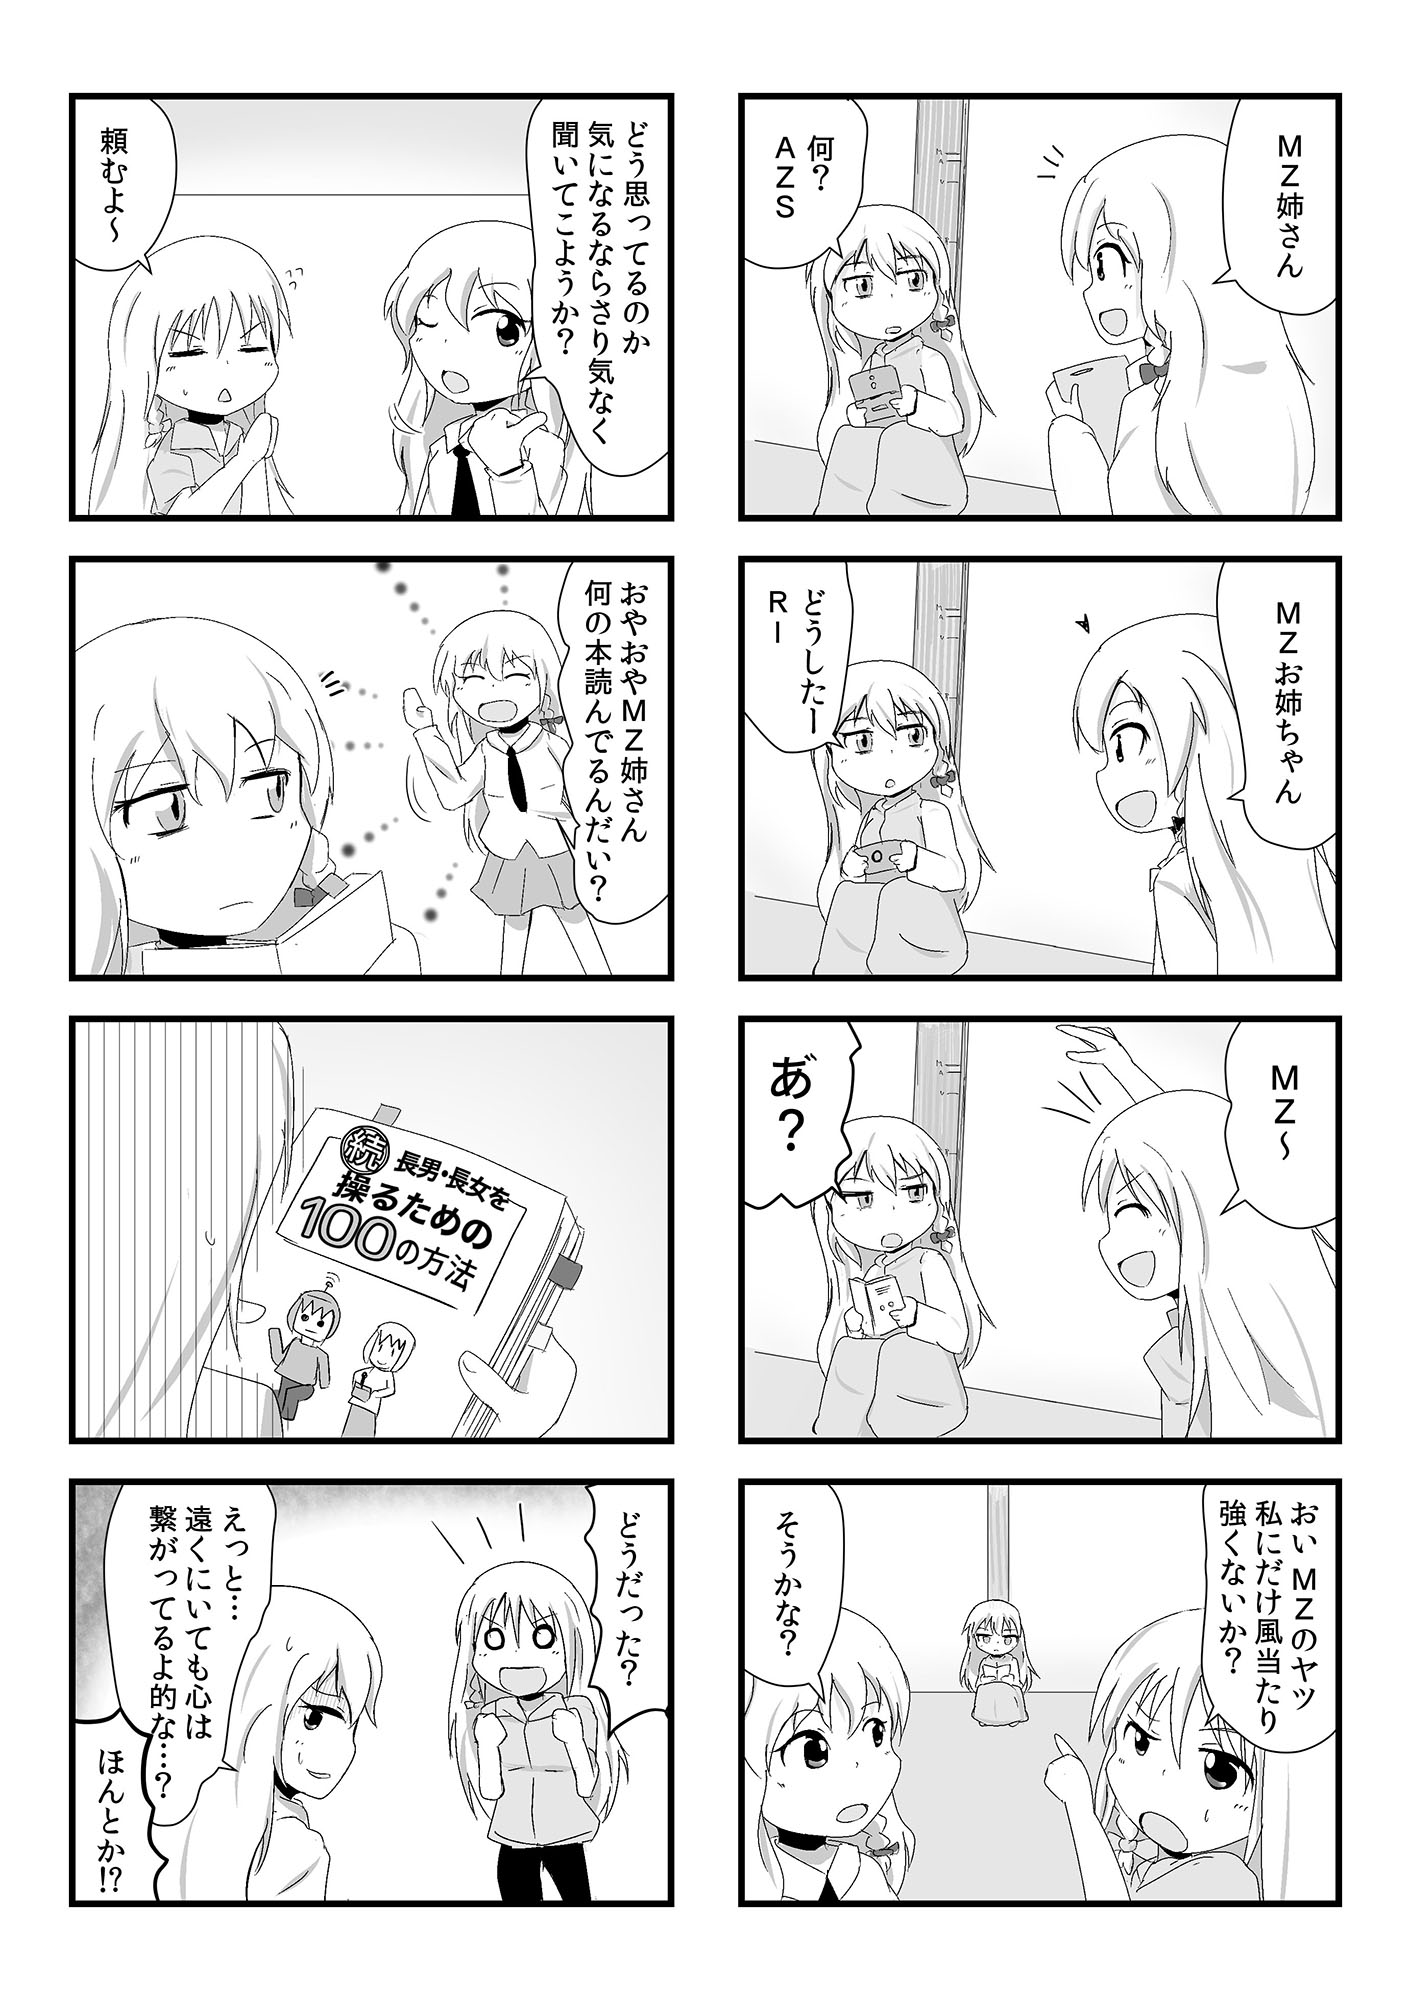 MZ姉さん
何?
AZS
MZお姉ちゃん
どうしたー
RI
MZ~
あ゛?
おいMZのヤツ
私にだけ風当たり
強くないか?
そうかな?
どう思ってるのか
気になるならさり気なく
聞いてこようか?
頼むよ~
おやおやMZ姉さん
何の本読んでるんだい?
続 長男・長女を
操るための
100の方法
どうだった?
えっと…
遠くにいても心は
繋がってるよ的な…?
ほんとか!?